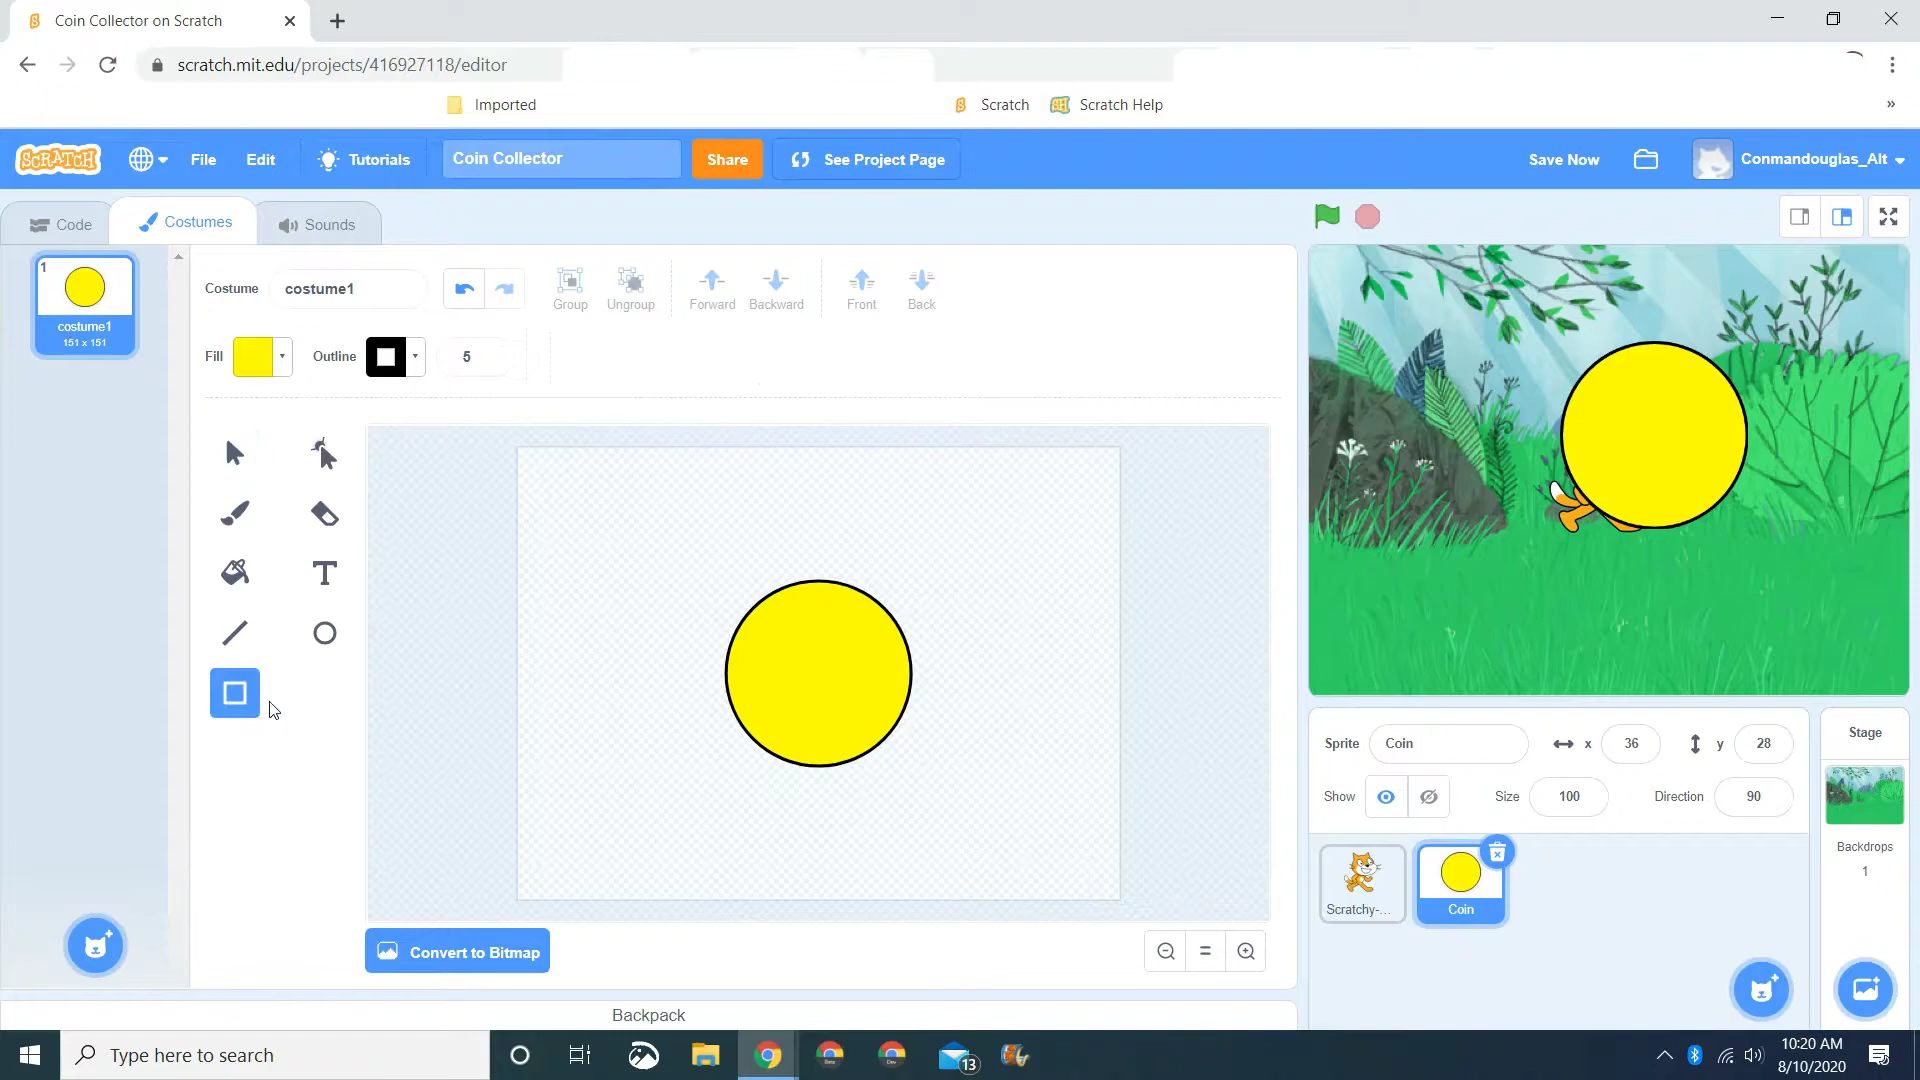 Coin Collector on Scratch
scratch.mit.edu/projects/416927118/editor
Imported
Scratch
Scratch Help
»
SCRATCH
File
Edit
Tutorials
Coin Collector
Share
See Project Page
Save Now
Conmandouglas_Alt
Code
Costumes
Sounds
1
costume1
151 x 151
Costume
costume1
Group
Ungroup
Forward
Backward
Front
Back
Fill
Outline
5
T
Convert to Bitmap
Backpack
Sprite
Coin
x
36
y
28
Show
Size
100
Direction
90
Scratchy-...
Coin
Stage
Backdrops
1
Type here to search
13
10:20 AM
8/10/2020